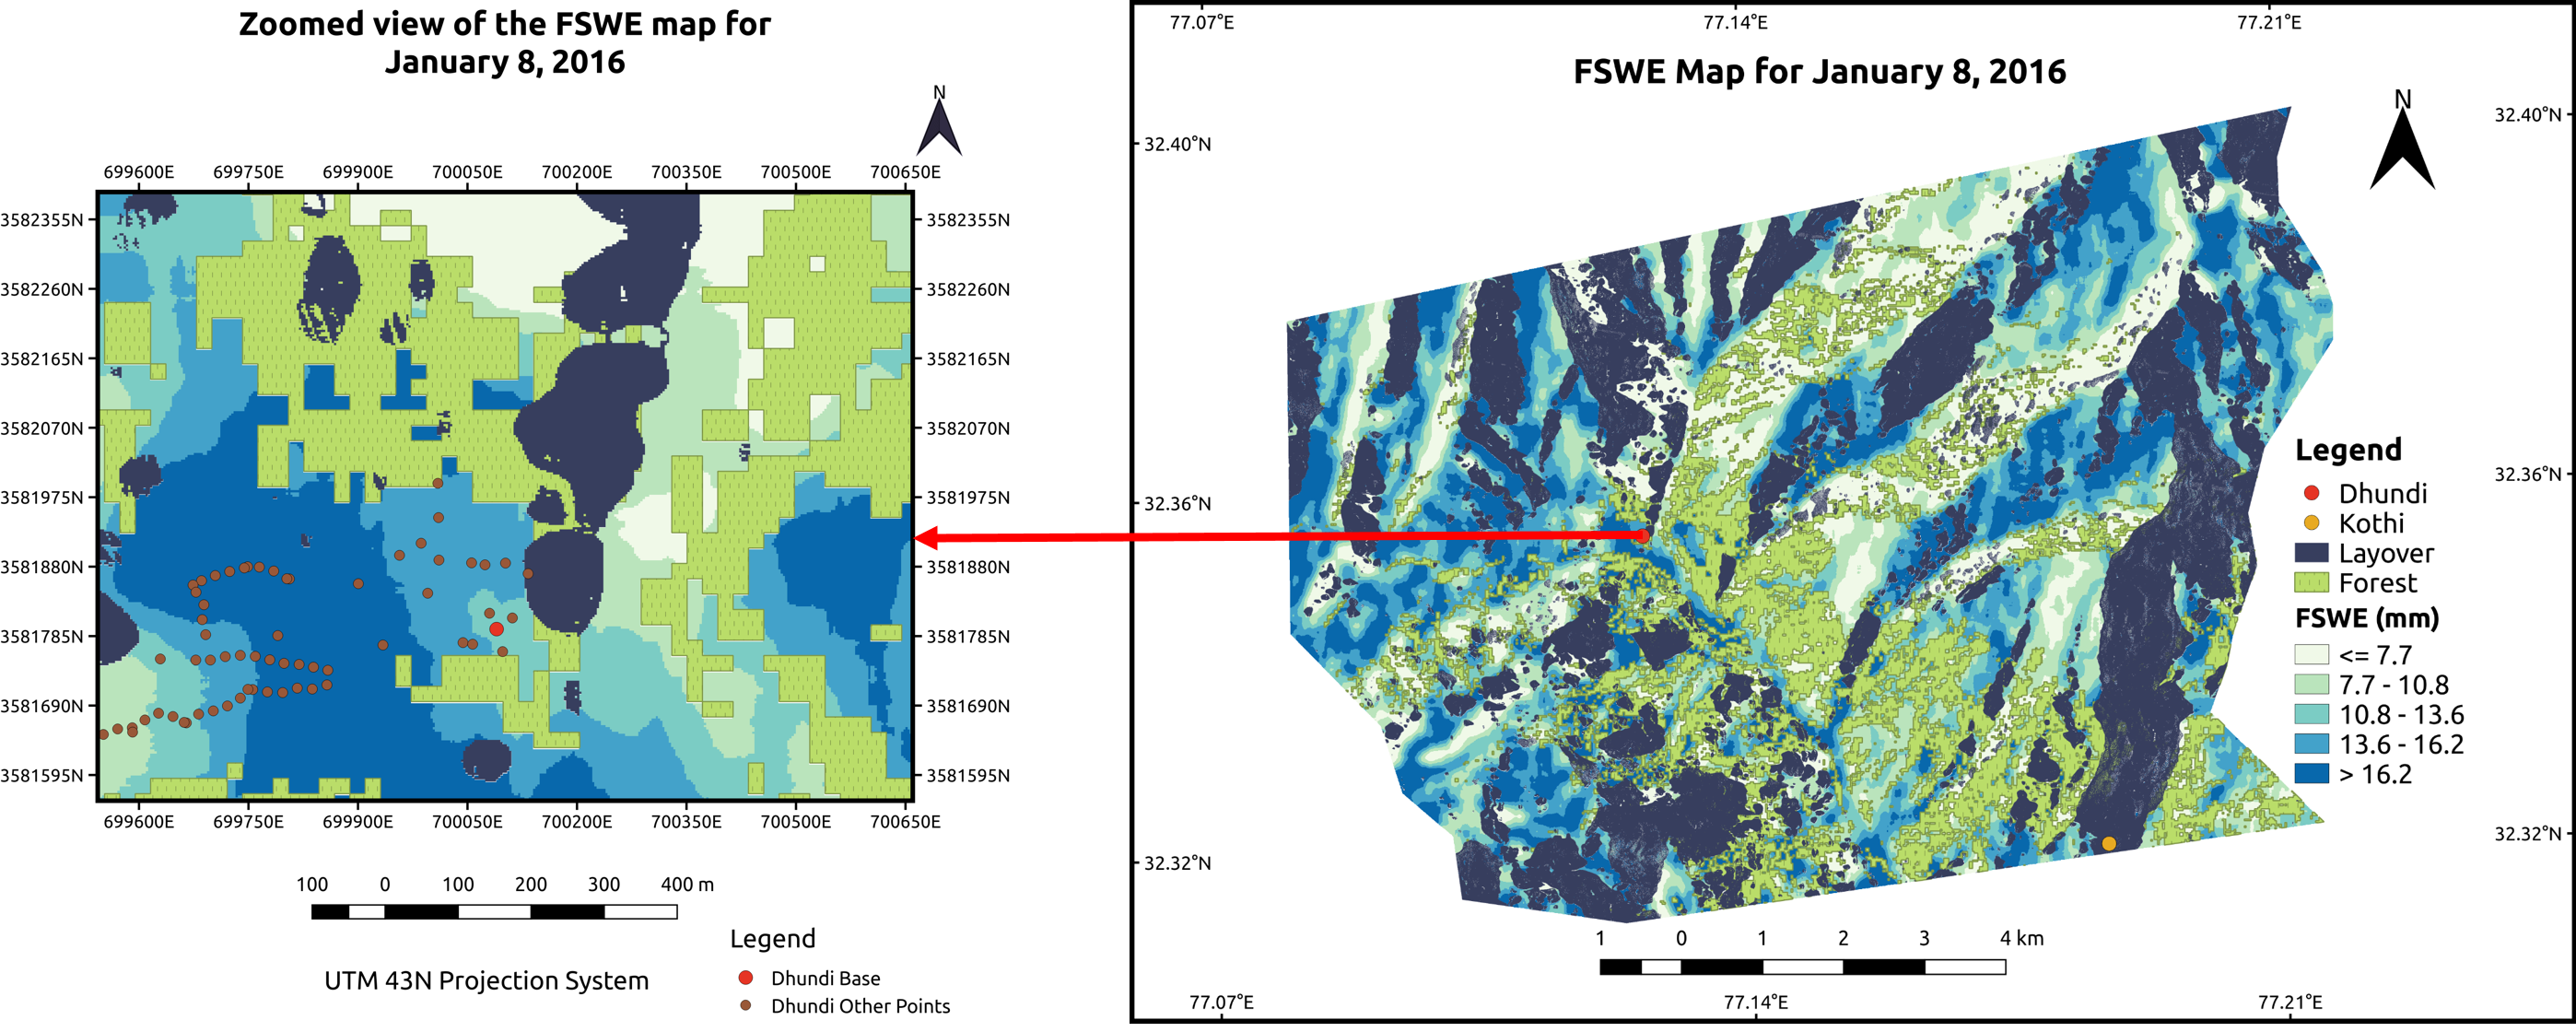 Zoomed view of the FSWE map for
January 8, 2016
N
699600E 699750E 699900E 700050E 700200E 700350E 700500E 700650E
3582355N 3582355N
3582260N 3582260N
3582165N 3582165N
3582070N 3582070N
3581975N 3581975N
3581880N 3581880N
3581785N 3581785N
3581690N 3581690N
3581595N 3581595N
699600E 699750E 699900E 700050E 700200E 700350E 700500E 700650E
100 0 100 200 300 400 m
UTM 43N Projection System
Legend
Dhundi Base
Dhundi Other Points
77.07°E 77.14°E 77.21°E
FSWE Map for January 8, 2016
N
32.40°N 32.40°N
32.36°N 32.36°N
32.32°N 32.32°N
Legend
Dhundi
Kothi
Layover
Forest
FSWE (mm)
<= 7.7
7.7 - 10.8
10.8 - 13.6
13.6 - 16.2
> 16.2
1 0 1 2 3 4 km
77.07°E 77.14°E 77.21°E